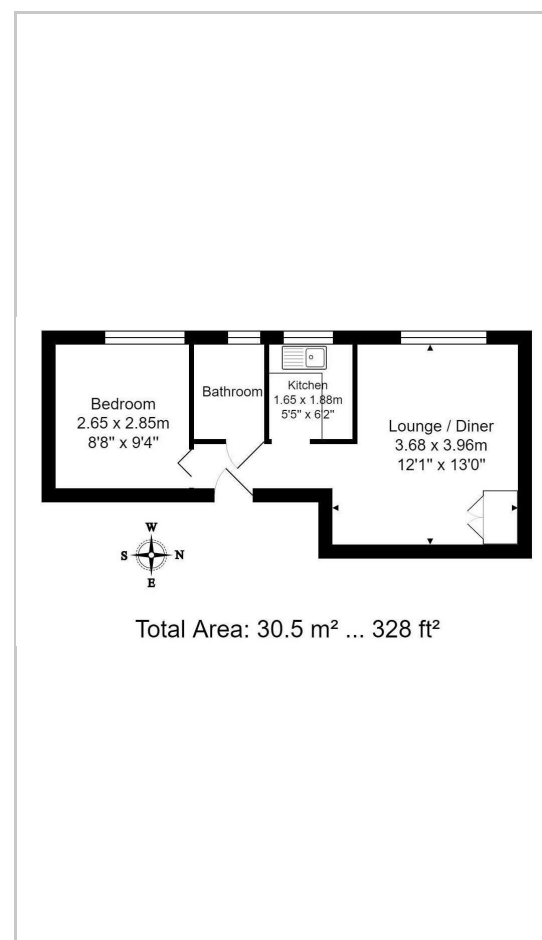 Bedroom
2.65 x 2.85m
8'8" x 9'4"
Bathroom
Kitchen
1.65 x 1.88m
5'5" x 6'2"
Lounge / Diner
3.68 x 3.96m
12'1" x 13'0"
W
S N
E
Total Area: 30.5 m² ... 328 ft²